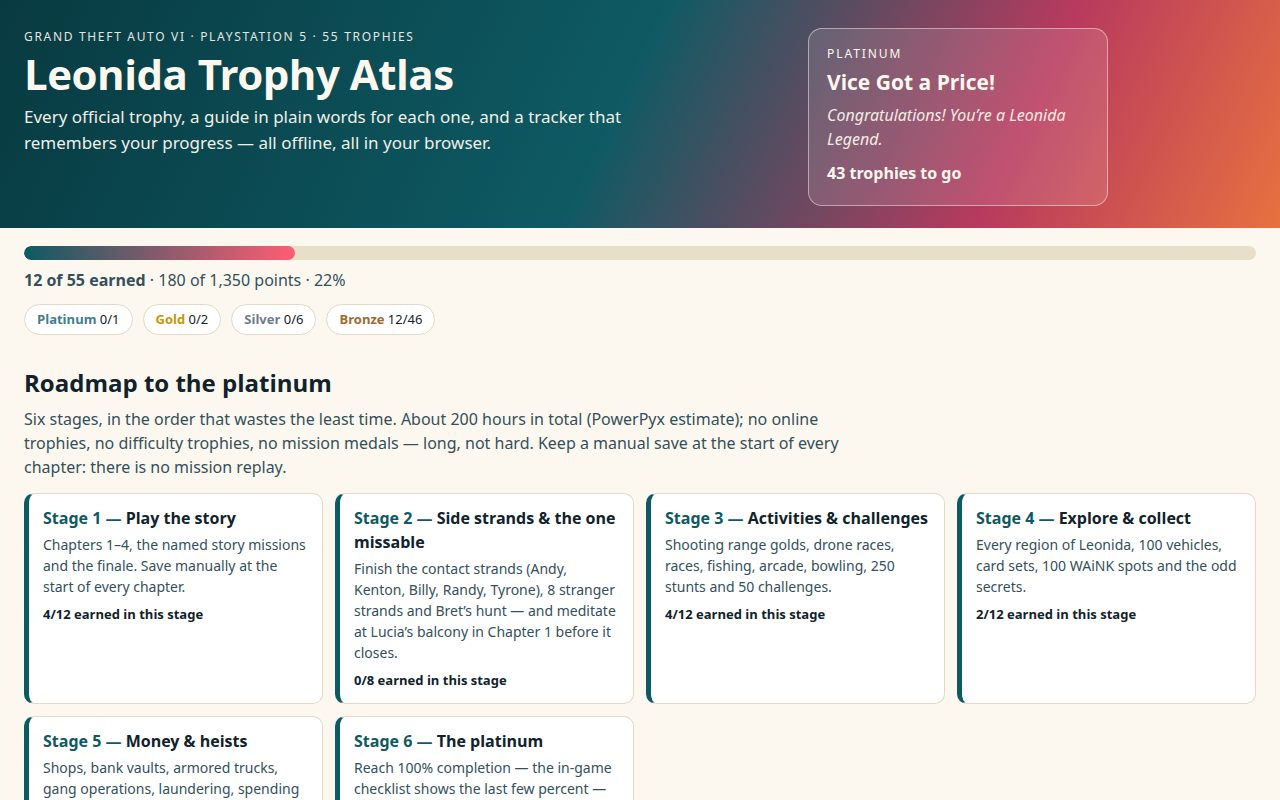 GRAND THEFT AUTO VI · PLAYSTATION 5 · 55 TROPHIES
Leonida Trophy Atlas
Every official trophy, a guide in plain words for each one, and a tracker that
remembers your progress — all offline, all in your browser.
PLATINUM
Vice Got a Price!
Congratulations! You’re a Leonida
Legend.
43 trophies to go
12 of 55 earned · 180 of 1,350 points · 22%
Platinum 0/1
Gold 0/2
Silver 0/6
Bronze 12/46
Roadmap to the platinum
Six stages, in the order that wastes the least time. About 200 hours in total (PowerPyx estimate); no online
trophies, no difficulty trophies, no mission medals — long, not hard. Keep a manual save at the start of every
chapter: there is no mission replay.
Stage 1 — Play the story
Chapters 1–4, the named story missions
and the finale. Save manually at the
start of every chapter.
4/12 earned in this stage
Stage 2 — Side strands & the one
missable
Finish the contact strands (Andy,
Kenton, Billy, Randy, Tyrone), 8 stranger
strands and Bret’s hunt — and meditate
at Lucia’s balcony in Chapter 1 before it
closes.
0/8 earned in this stage
Stage 3 — Activities & challenges
Shooting range golds, drone races,
races, fishing, arcade, bowling, 250
stunts and 50 challenges.
4/12 earned in this stage
Stage 4 — Explore & collect
Every region of Leonida, 100 vehicles,
card sets, 100 WAiNK spots and the odd
secrets.
2/12 earned in this stage
Stage 5 — Money & heists
Shops, bank vaults, armored trucks,
gang operations, laundering, spending
Stage 6 — The platinum
Reach 100% completion — the in-game
checklist shows the last few percent —